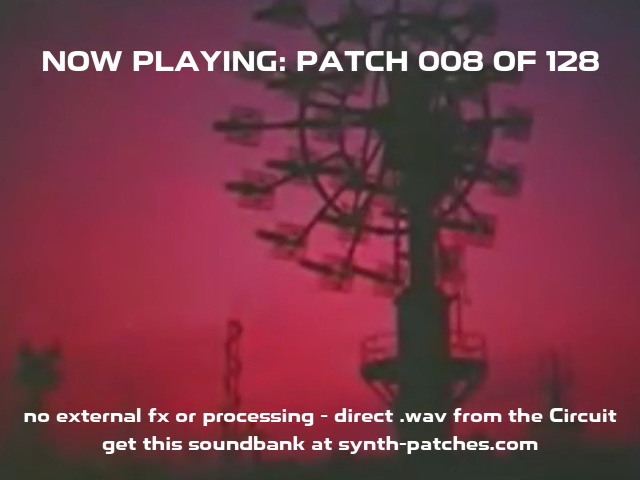 NOW PLAYING: PATCH 008 OF 128
no external fx or processing - direct .wav from the Circuit
get this soundbank at synth-patches.com